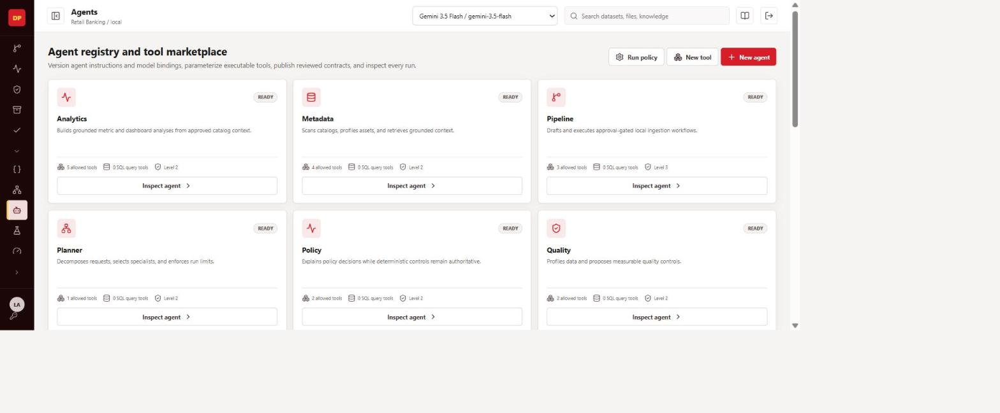 DP
Agents
Retail Banking / local
Gemini 3.5 Flash / gemini-3.5-flash
Search datasets, files, knowledge
Agent registry and tool marketplace
Version agent instructions and model bindings, parameterize executable tools, publish reviewed contracts, and inspect every run.
Run policy
New tool
New agent
READY
Analytics
Builds grounded metric and dashboard analyses from approved catalog context.
5 allowed tools 0 SQL query tools Level 2
Inspect agent
READY
Metadata
Scans catalogs, profiles assets, and retrieves grounded context.
4 allowed tools 0 SQL query tools Level 2
Inspect agent
READY
Pipeline
Drafts and executes approval-gated local ingestion workflows.
3 allowed tools 0 SQL query tools Level 3
Inspect agent
READY
Planner
Decomposes requests, selects specialists, and enforces run limits.
1 allowed tools 0 SQL query tools Level 2
Inspect agent
READY
Policy
Explains policy decisions while deterministic controls remain authoritative.
2 allowed tools 0 SQL query tools Level 2
Inspect agent
READY
Quality
Profiles data and proposes measurable quality controls.
2 allowed tools 0 SQL query tools Level 2
Inspect agent
LA